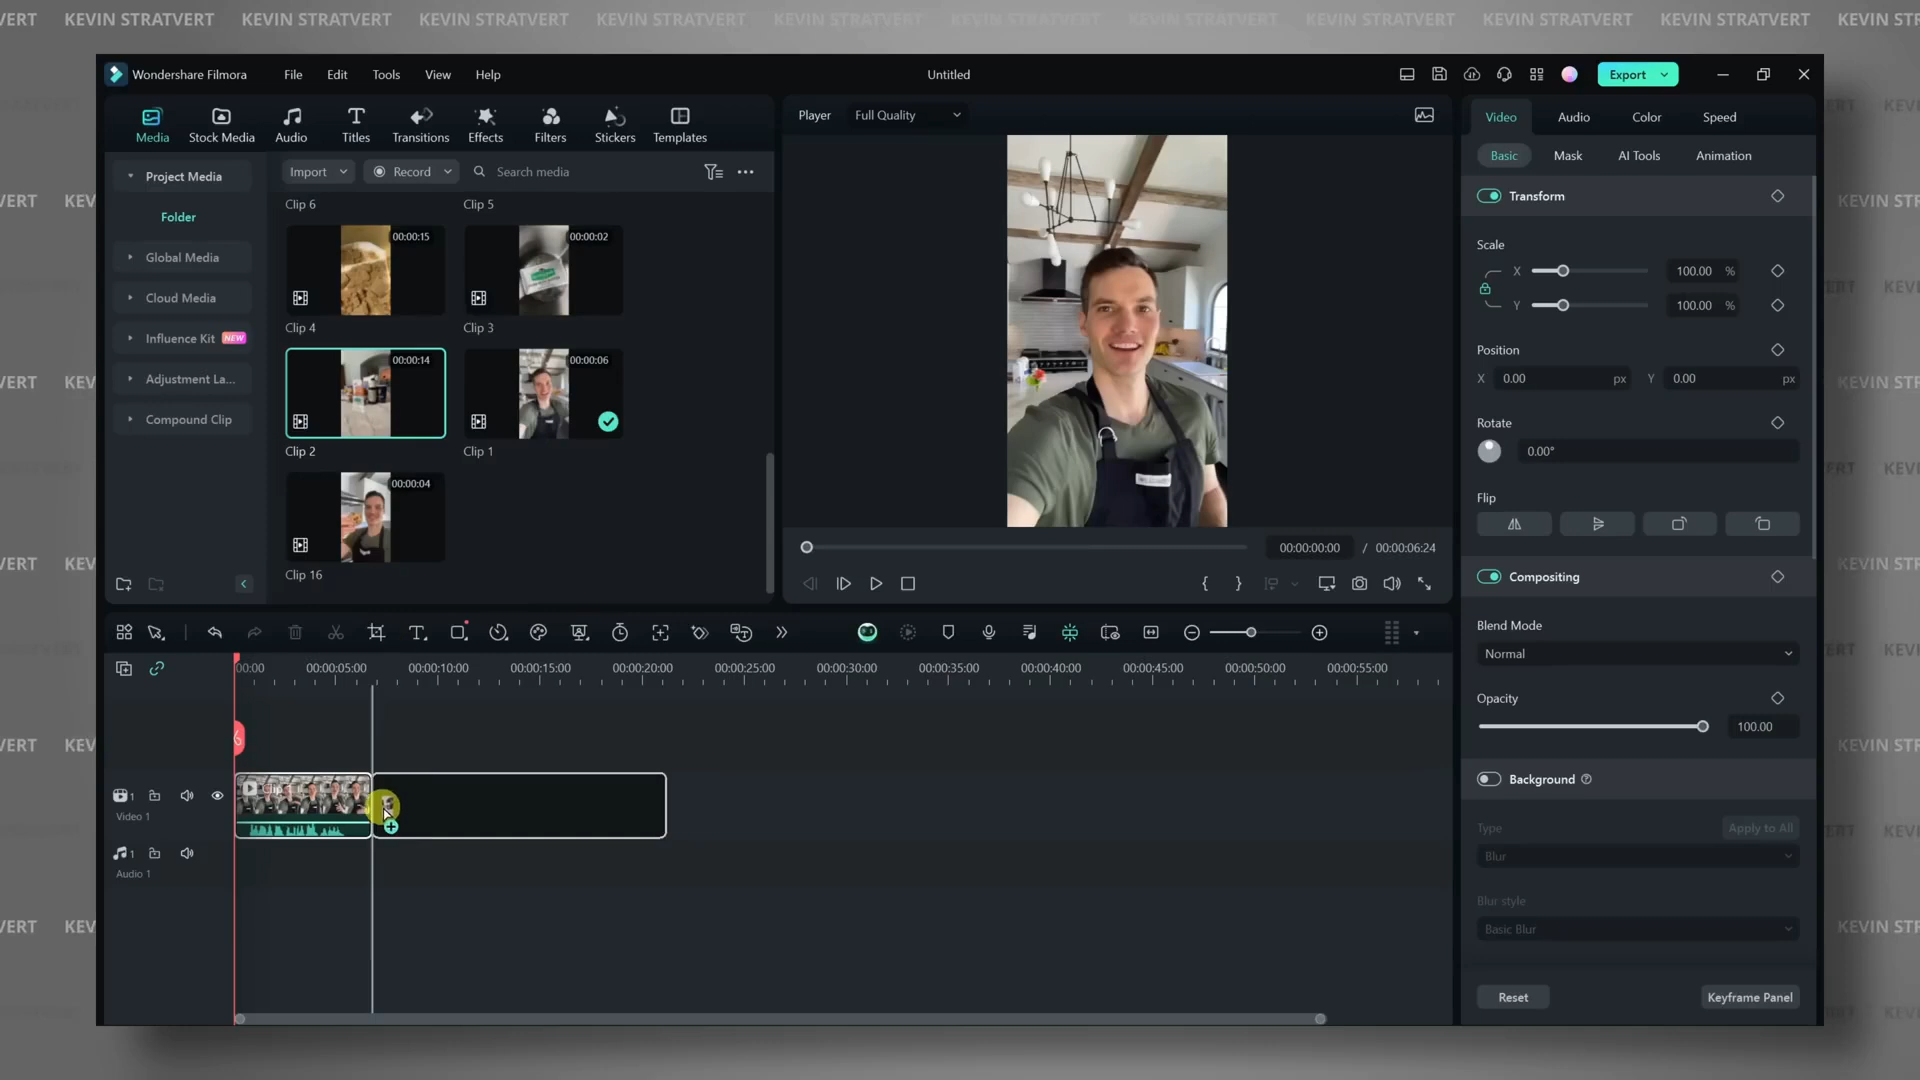 VERT KEVIN STRATVERT KEVIN STRATVERT KEVIN STRATVERT KEVIN STRATVERT KEVIN STRATVERT KEVIN STRATVERT KEVIN STRATVERT KEVIN STRATVERT KEVIN STRATVERT KEVIN STRATVERT KEVIN STR
Wondershare Filmora File Edit Tools View Help Untitled Export
Media Stock Media Audio Titles Transitions Effects Filters Stickers Templates
Player Full Quality
Video Audio Color Speed
Basic Mask AI Tools Animation
Import Record Search media
Project Media
Folder
Global Media
Cloud Media
Influence Kit NEW
Adjustment La...
Compound Clip
Clip 6 Clip 5
00:00:15 00:00:02
Clip 4 Clip 3
00:00:14 00:00:06
Clip 2 Clip 1
00:00:04
Clip 16
00:00:00:00 / 00:00:06:24
Transform
Scale
X 100.00 %
Y 100.00 %
Position
X 0.00 px Y 0.00 px
Rotate
0.00°
Flip
Compositing
Blend Mode
Normal
Opacity
100.00
Background
Type Apply to All
Blur
Blur style
Basic Blur
Reset Keyframe Panel
00:00 00:00:05:00 00:00:10:00 00:00:15:00 00:00:20:00 00:00:25:00 00:00:30:00 00:00:35:00 00:00:40:00 00:00:45:00 00:00:50:00 00:00:55:00
1
Video 1
1
Audio 1